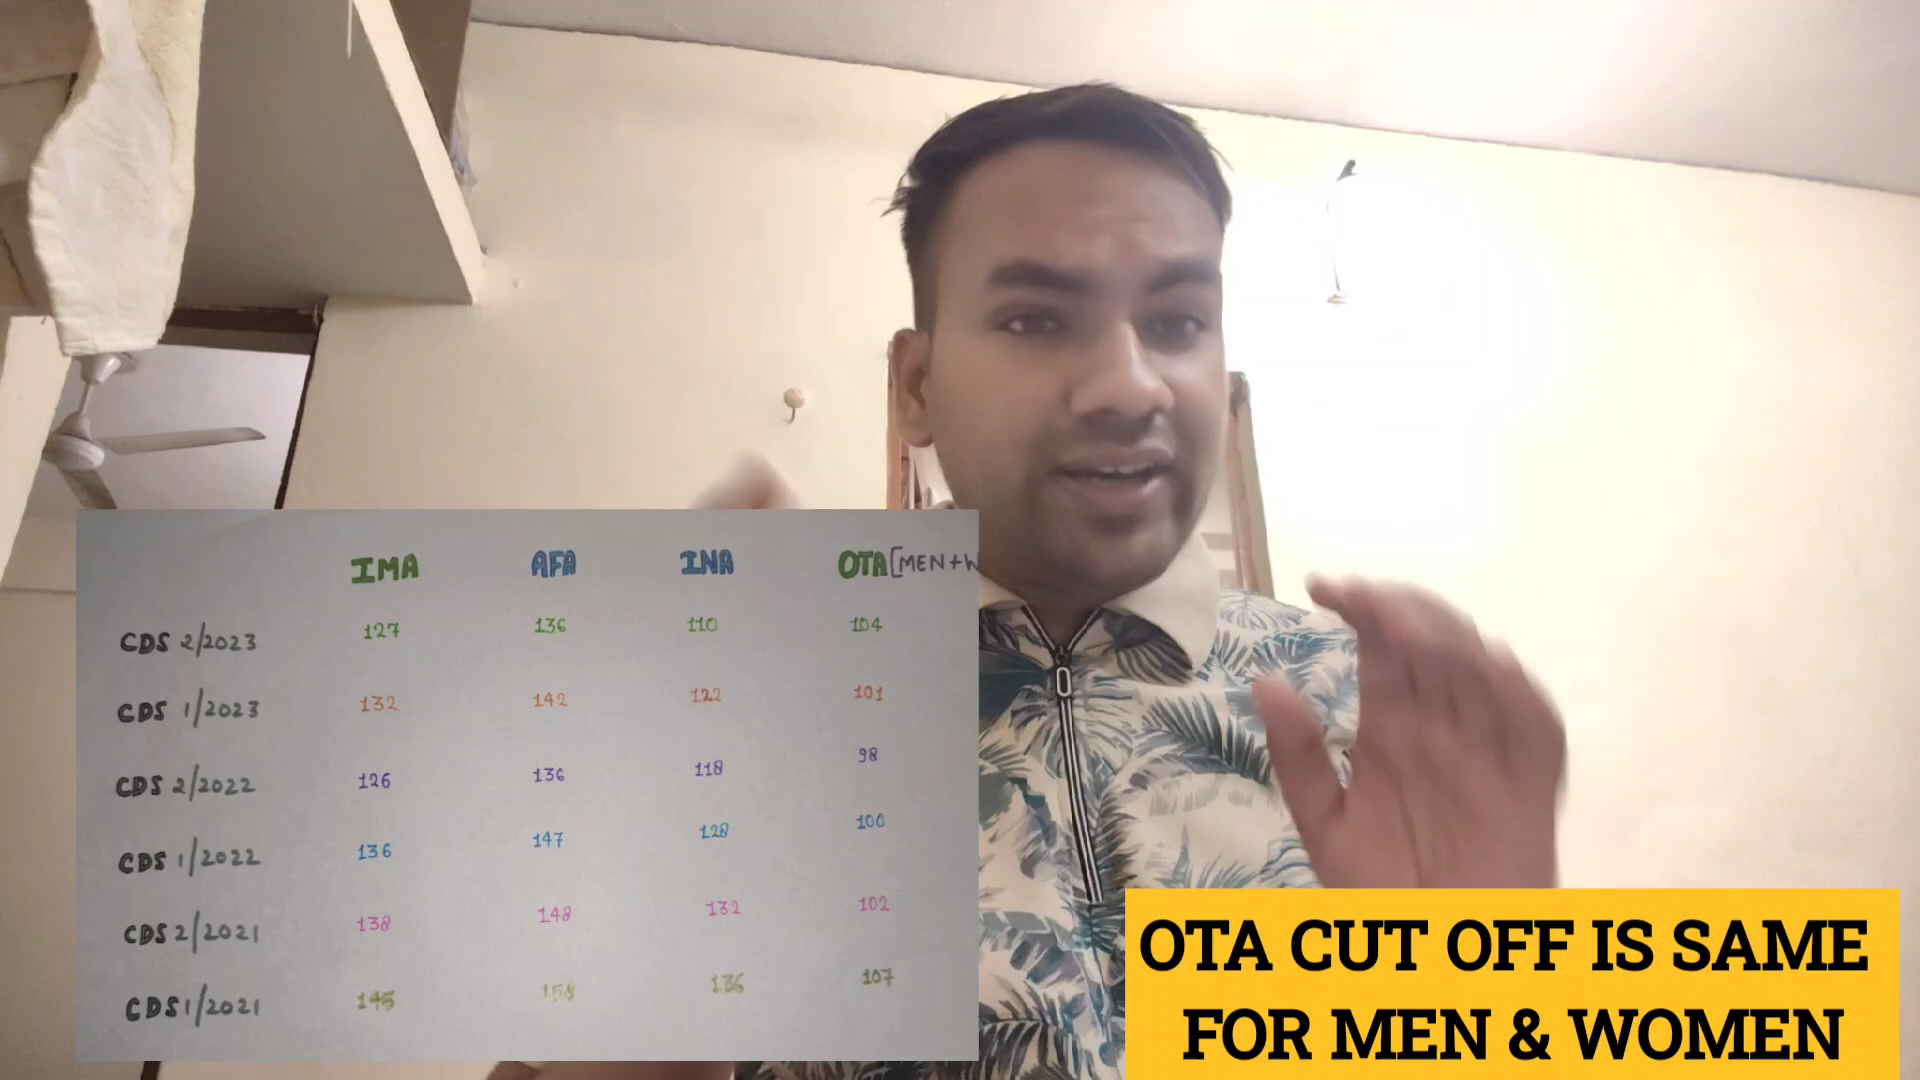 IMA AFA INA OTA [MEN+W
CDS 2/2023 127 136 110 104
CDS 1/2023 132 142 122 101
CDS 2/2022 126 136 118 98
CDS 1/2022 136 147 128 100
CDS 2/2021 138 148 132 102
CDS 1/2021 145 158 136 107
OTA CUT OFF IS SAME
FOR MEN & WOMEN